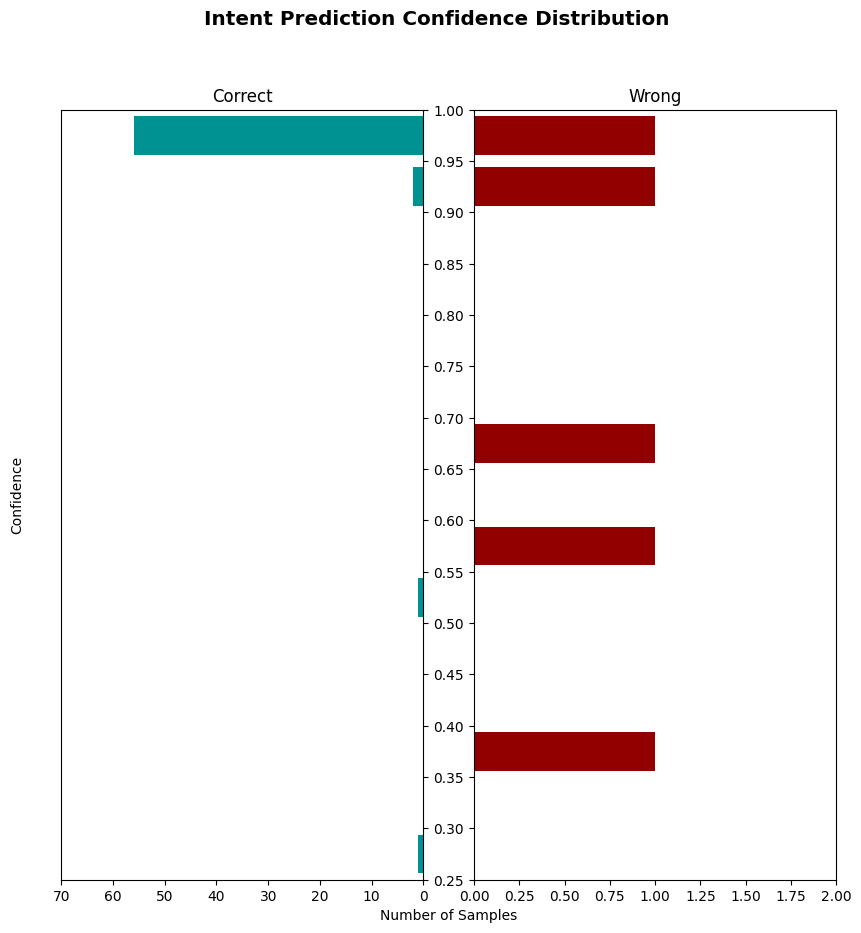 Intent Prediction Confidence Distribution
Correct
Wrong
1.00
0.95
0.90
0.85
0.80
0.75
0.70
0.65
0.60
0.55
0.50
0.45
0.40
0.35
0.30
0.25
Confidence
70 60 50 40 30 20 10 0
0.00 0.25 0.50 0.75 1.00 1.25 1.50 1.75 2.00
Number of Samples